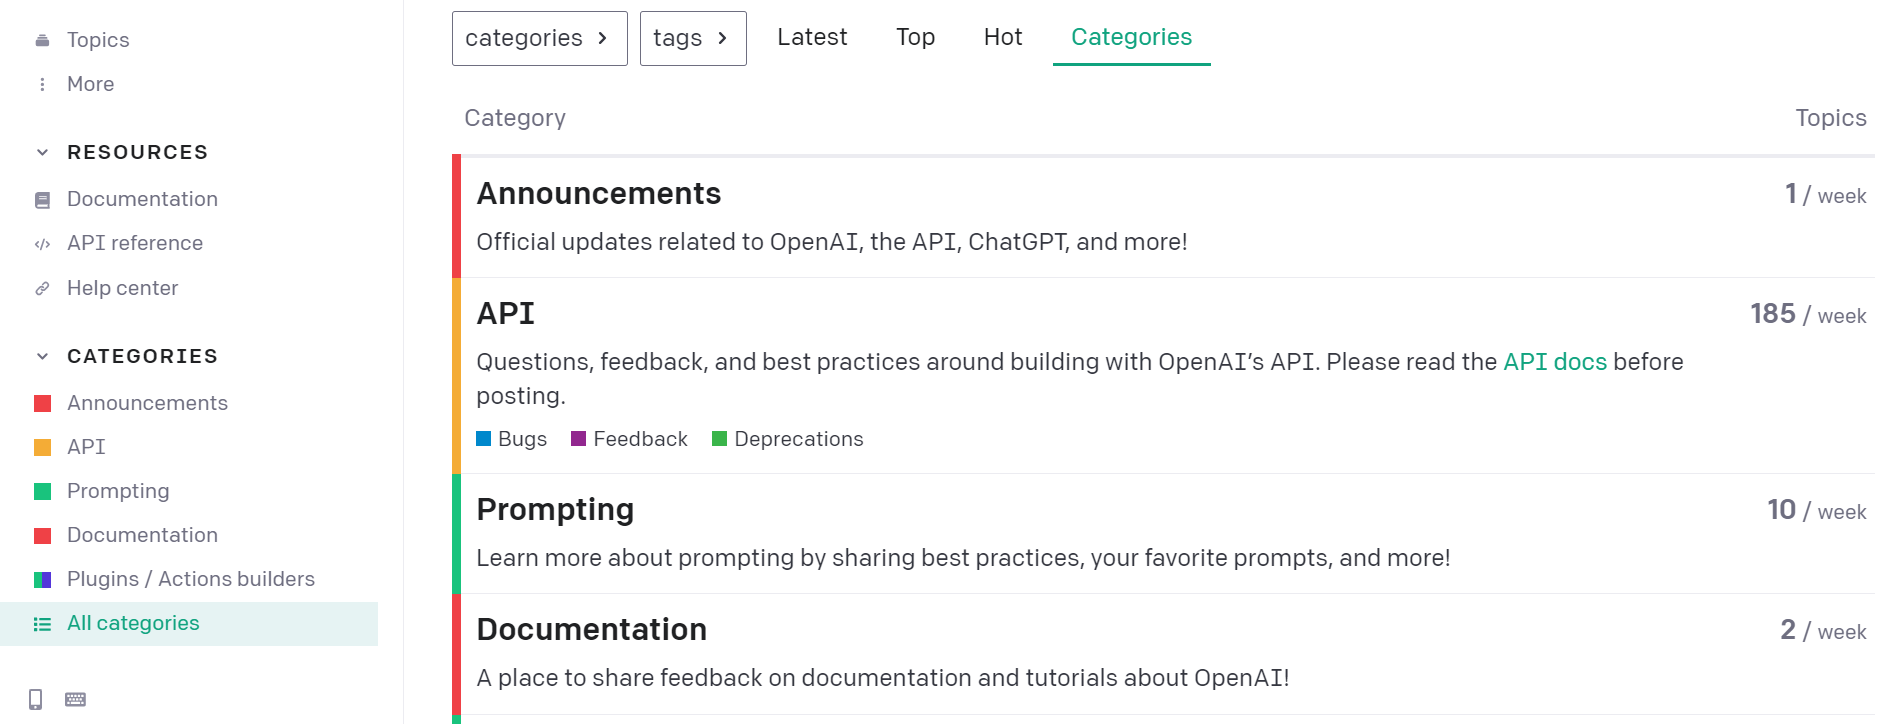 Topics
More
RESOURCES
Documentation
API reference
Help center
CATEGORIES
Announcements
API
Prompting
Documentation
Plugins / Actions builders
All categories
categories
tags
Latest
Top
Hot
Categories
Category
Topics
Announcements
1 / week
Official updates related to OpenAI, the API, ChatGPT, and more!
API
185 / week
Questions, feedback, and best practices around building with OpenAI’s API. Please read the API docs before
posting.
Bugs
Feedback
Deprecations
Prompting
10 / week
Learn more about prompting by sharing best practices, your favorite prompts, and more!
Documentation
2 / week
A place to share feedback on documentation and tutorials about OpenAI!